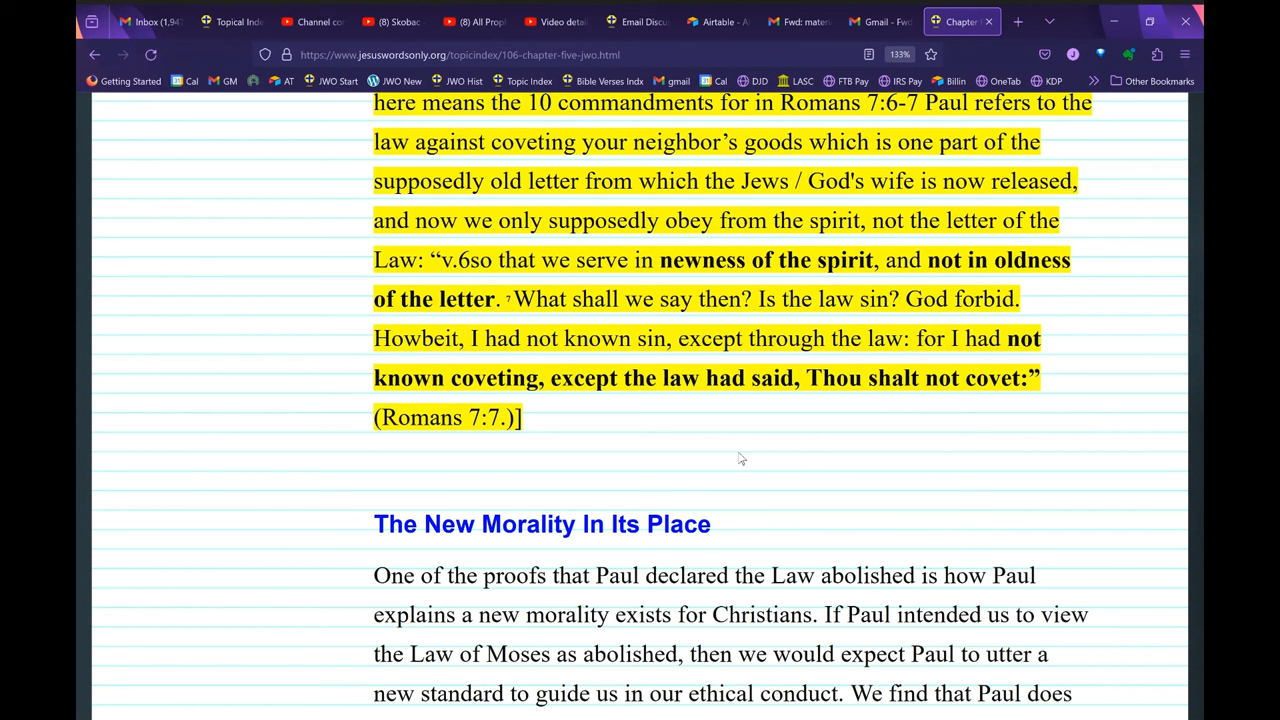 Inbox (1,94
Topical Inde
Channel con
(8) Skobac
(8) All Prop
Video detai
Email Discu
Airtable - A
Fwd: mater
Gmail - Fwd
Chapter
https://www.jesuswordsonly.org/topicindex/106-chapter-five-jwo.html
133%
Getting Started
Cal
GM
AT
JWO Start
JWO New
JWO Hist
Topic Index
Bible Verses Indx
gmail
Cal
DJD
LASC
FTB Pay
IRS Pay
Billin
OneTab
KDP
Other Bookmarks
here means the 10 commandments for in Romans 7:6-7 Paul refers to the
law against coveting your neighbor’s goods which is one part of the
supposedly old letter from which the Jews / God's wife is now released,
and now we only supposedly obey from the spirit, not the letter of the
Law: “v.6so that we serve in newness of the spirit, and not in oldness
of the letter. 7 What shall we say then? Is the law sin? God forbid.
Howbeit, I had not known sin, except through the law: for I had not
known coveting, except the law had said, Thou shalt not covet:”
(Romans 7:7.)]
The New Morality In Its Place
One of the proofs that Paul declared the Law abolished is how Paul
explains a new morality exists for Christians. If Paul intended us to view
the Law of Moses as abolished, then we would expect Paul to utter a
new standard to guide us in our ethical conduct. We find that Paul does